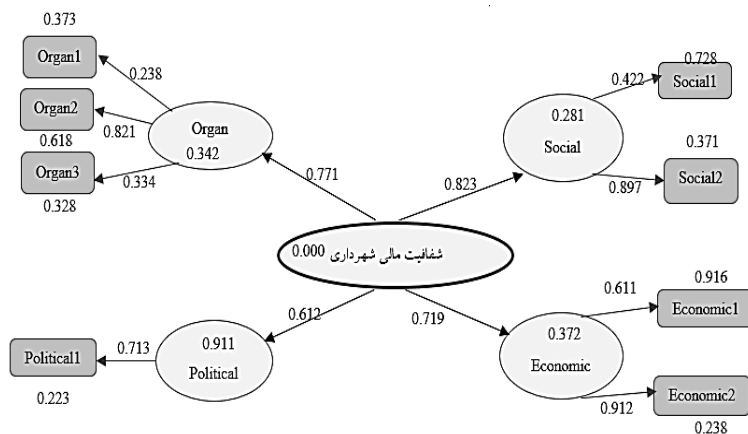 0.373
Organ1
0.238
Organ2
0.821
0.618
Organ3
0.334
0.328
Organ
0.342
0.771
0.728
Social1
0.422
0.281
Social
0.371
Social2
0.897
0.823
0.000 شفافیت مالی شهرداری
0.612
0.719
0.911
Political
0.713
Political1
0.223
0.372
Economic
0.611
0.916
Economic1
0.912
Economic2
0.238